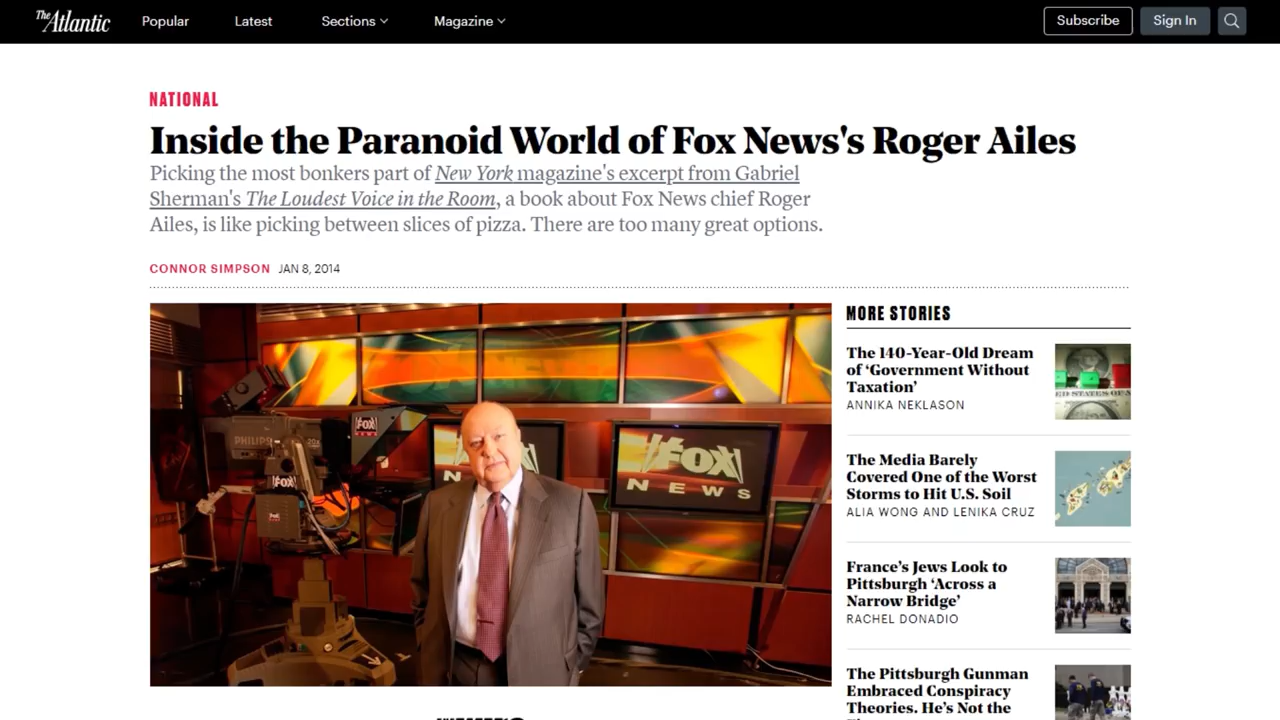 The Atlantic
Popular
Latest
Sections
Magazine
Subscribe
Sign In
NATIONAL
Inside the Paranoid World of Fox News's Roger Ailes
Picking the most bonkers part of New York magazine's excerpt from Gabriel
Sherman's The Loudest Voice in the Room, a book about Fox News chief Roger
Ailes, is like picking between slices of pizza. There are too many great options.
CONNOR SIMPSON JAN 8, 2014
PHILIPS
FOX
FOX
FOX
NEWS
MORE STORIES
The 140-Year-Old Dream
of ‘Government Without
Taxation’
ANNIKA NEKLASON
The Media Barely
Covered One of the Worst
Storms to Hit U.S. Soil
ALIA WONG AND LENIKA CRUZ
France’s Jews Look to
Pittsburgh ‘Across a
Narrow Bridge’
RACHEL DONADIO
The Pittsburgh Gunman
Embraced Conspiracy
Theories. He’s Not the